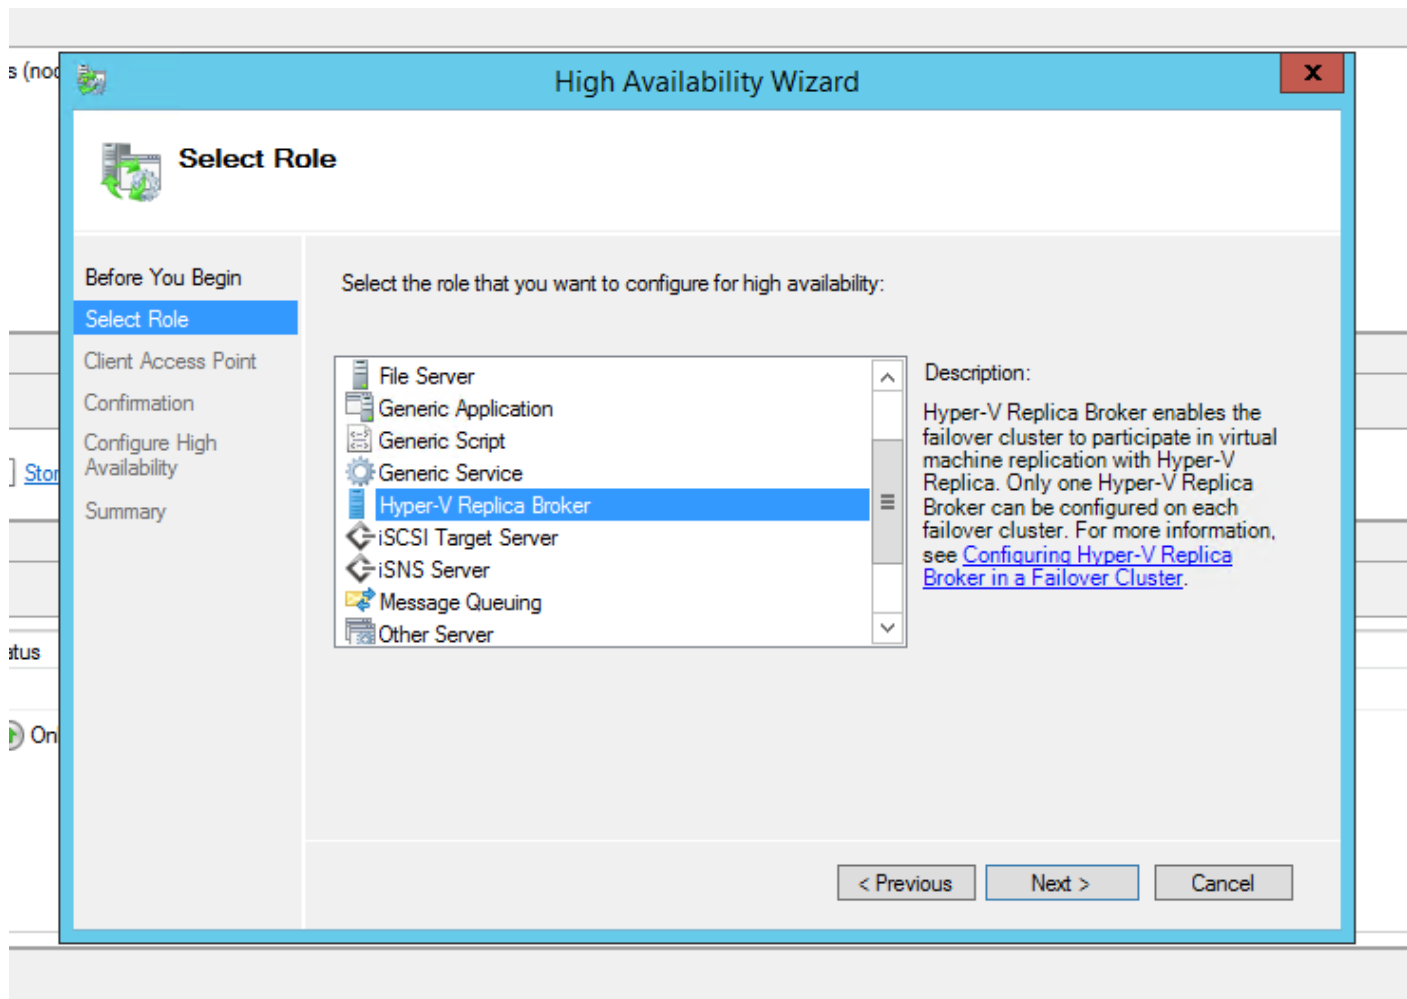 s (nod
High Availability Wizard
x
Select Role
Before You Begin
Select Role
Client Access Point
Confirmation
Configure High
Availability
Summary
Select the role that you want to configure for high availability:
File Server
Generic Application
Generic Script
Generic Service
Hyper-V Replica Broker
iSCSI Target Server
iSNS Server
Message Queuing
Other Server
Description:
Hyper-V Replica Broker enables the
failover cluster to participate in virtual
machine replication with Hyper-V
Replica. Only one Hyper-V Replica
Broker can be configured on each
failover cluster. For more information,
see Configuring Hyper-V Replica
Broker in a Failover Cluster.
Stor
atus
Onl
< Previous
Next >
Cancel